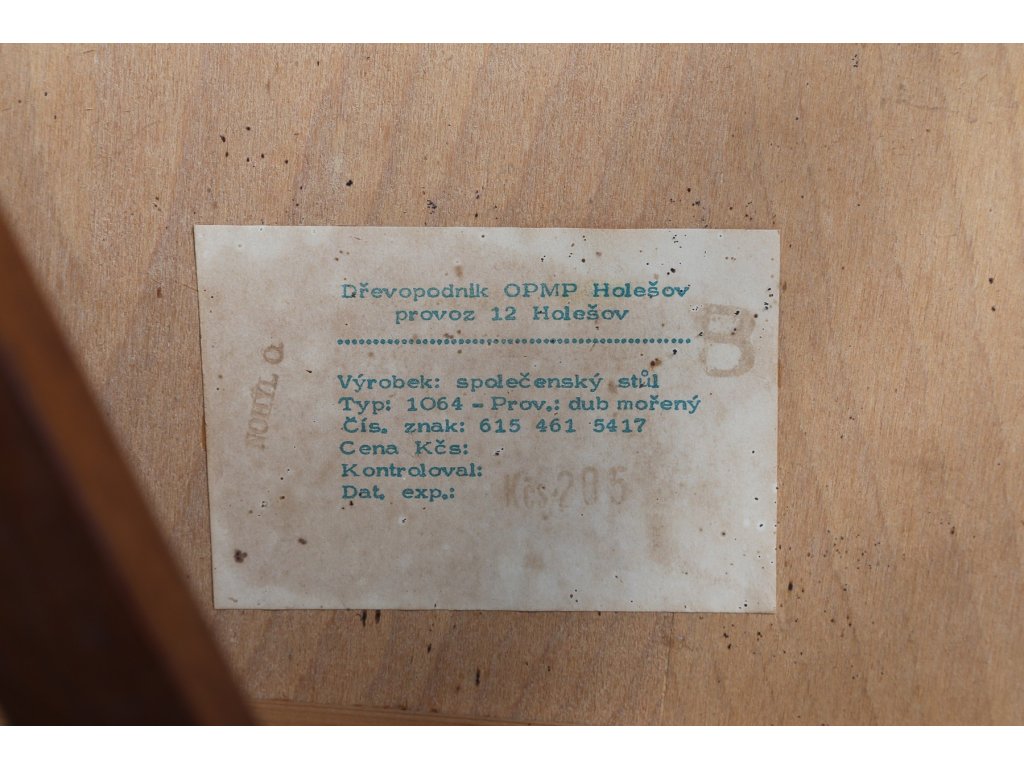 Dřevopodnik OPMP Holešov
provoz 12 Holešov
Výrobek: společenský stůl
Typ: 1064 - Prov.: dub mořený
Čís. znak: 615 461 5417
Cena Kčs:
Kontroloval:
Dat. exp.:
Kčs 205
NOHÝL Q
B